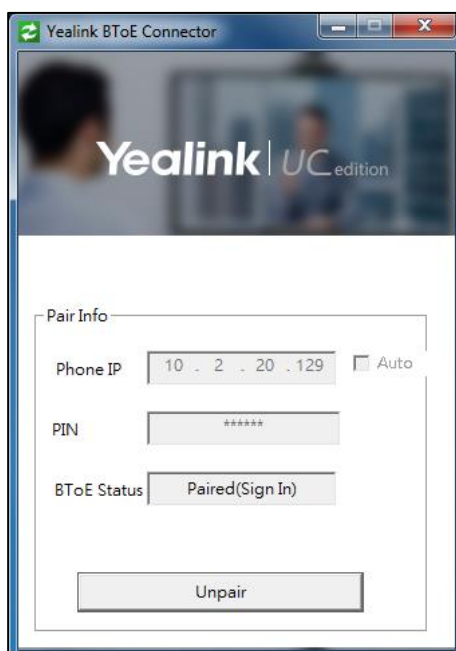 Yealink BToE Connector
Yealink | UC edition
Pair Info
Phone IP 10 . 2 . 20 . 129 Auto
PIN ******
BToE Status Paired(Sign In)
Unpair